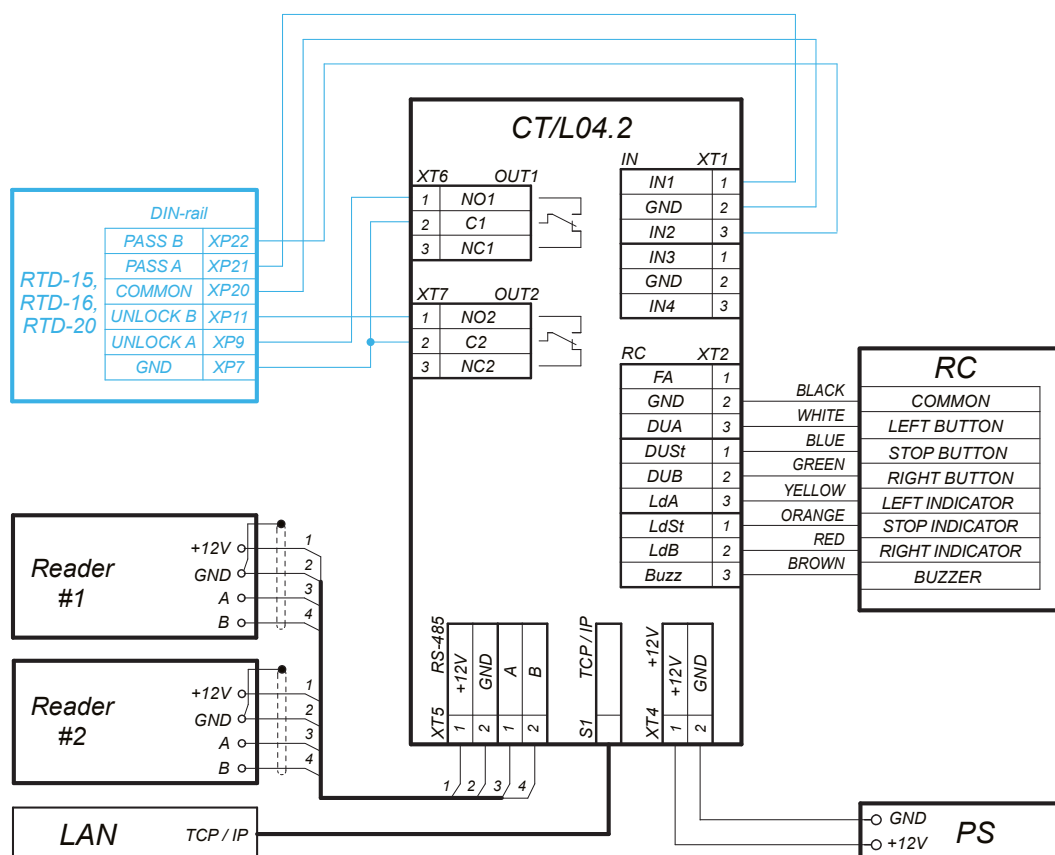 CT/L04.2
XT6 OUT1
1 NO1
2 C1
3 NC1
XT7 OUT2
1 NO2
2 C2
3 NC2
IN XT1
IN1 1
GND 2
IN2 3
IN3 1
GND 2
IN4 3
RC XT2
FA 1
GND 2
DUA 3
DUSt 1
DUB 2
LdA 3
LdSt 1
LdB 2
Buzz 3
RTD-15,
RTD-16,
RTD-20
DIN-rail
PASS B XP22
PASS A XP21
COMMON XP20
UNLOCK B XP11
UNLOCK A XP9
GND XP7
BLACK
WHITE
BLUE
GREEN
YELLOW
ORANGE
RED
BROWN
RC
COMMON
LEFT BUTTON
STOP BUTTON
RIGHT BUTTON
LEFT INDICATOR
STOP INDICATOR
RIGHT INDICATOR
BUZZER
Reader
#1
+12V 1
GND 2
A 3
B 4
Reader
#2
+12V 1
GND 2
A 3
B 4
XT5 RS-485
1 +12V
2 GND
1 A
2 B
S1 TCP / IP
XT4 +12V
1 +12V
2 GND
1 2 3 4
LAN TCP / IP
GND
+12V
PS